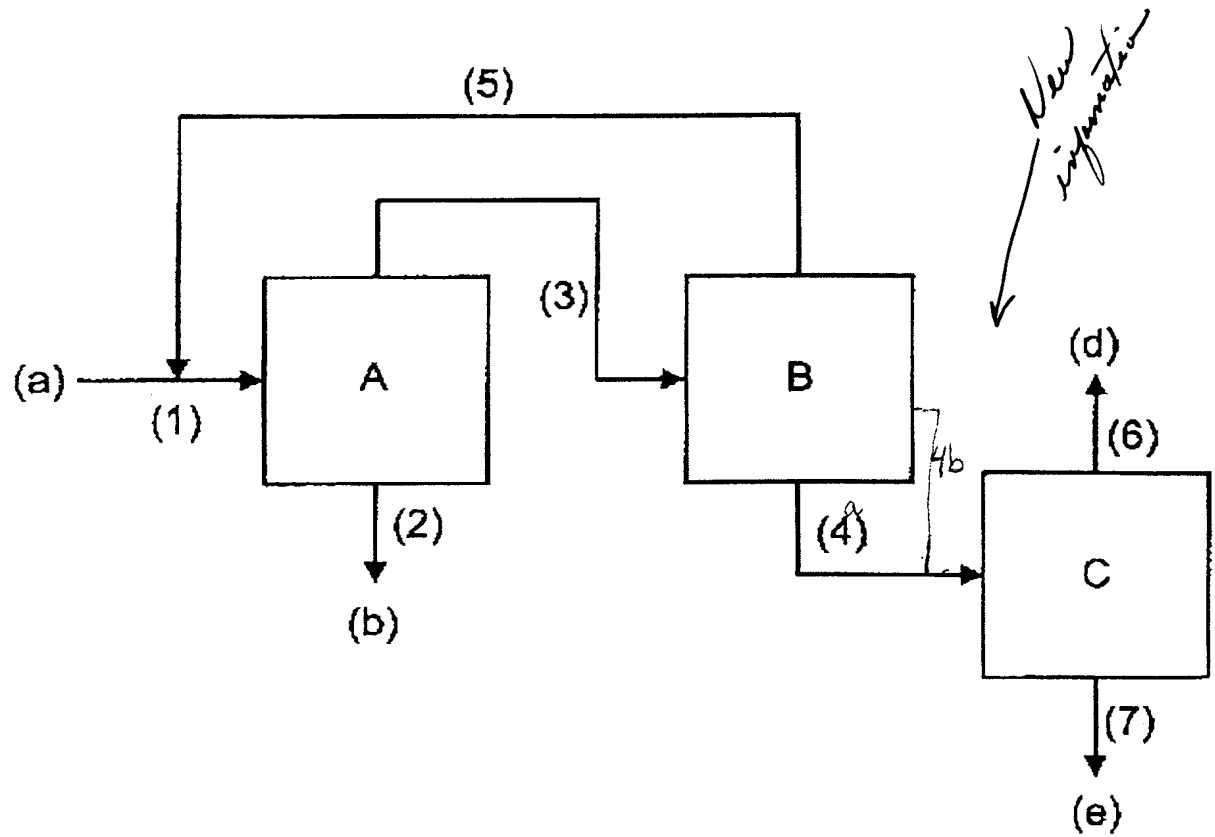 New
information
(5)
(3)
(a)
A
B
(d)
(1)
(6)
4b
(2)
(4)
a
C
(b)
(7)
(e)